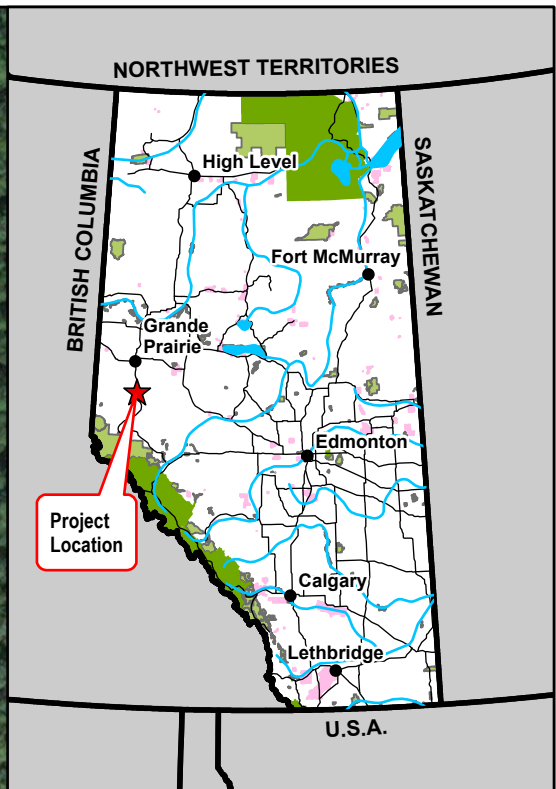 NORTHWEST TERRITORIES
BRITISH COLUMBIA
SASKATCHEWAN
High Level
Fort McMurray
Grande
Prairie
Edmonton
Project
Location
Calgary
Lethbridge
U.S.A.